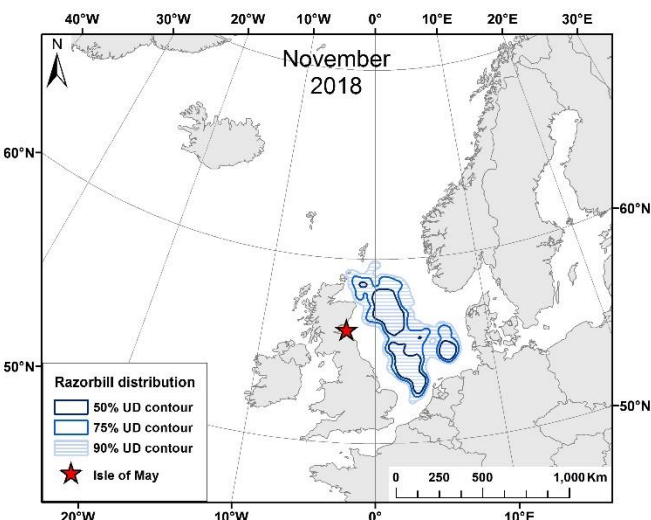 40°W 30°W 20°W 10°W 0° 10°E 20°E 30°E
N
November
2018
60°N
60°N
50°N
50°N
Razorbill distribution
50% UD contour
75% UD contour
90% UD contour
Isle of May
0 250 500 1,000 Km
20°W 10°W 0° 10°E